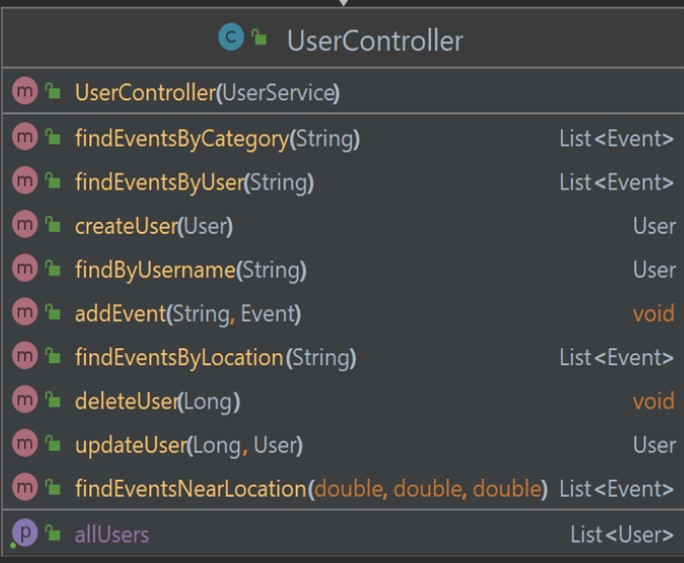 C UserController
m UserController(UserService)
m findEventsByCategory(String) List<Event>
m findEventsByUser(String) List<Event>
m createUser(User) User
m findByUsername(String) User
m addEvent(String, Event) void
m findEventsByLocation(String) List<Event>
m deleteUser(Long) void
m updateUser(Long, User) User
m findEventsNearLocation(double, double, double) List<Event>
p allUsers List<User>